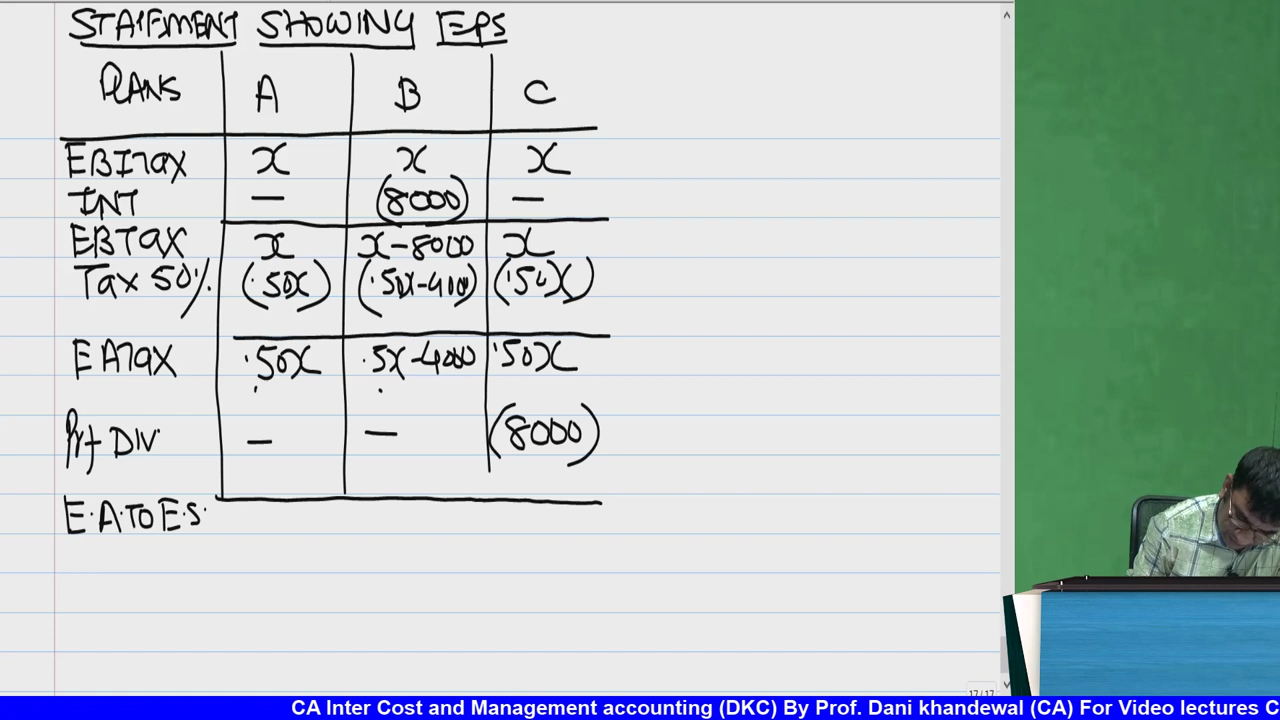 STATEMENT SHOWING EPS
PLANS A B C
EBITax x x x
INT — (8000) —
EBTax x x-8000 x
Tax 50% (.50x) (.50x-4000) (.50x)
EATax .50x .5x-4000 .50x
Prf DIV. — — (8000)
E.A.TO E.S.
17/17
CA Inter Cost and Management accounting (DKC) By Prof. Dani khandewal (CA) For Video lectures C